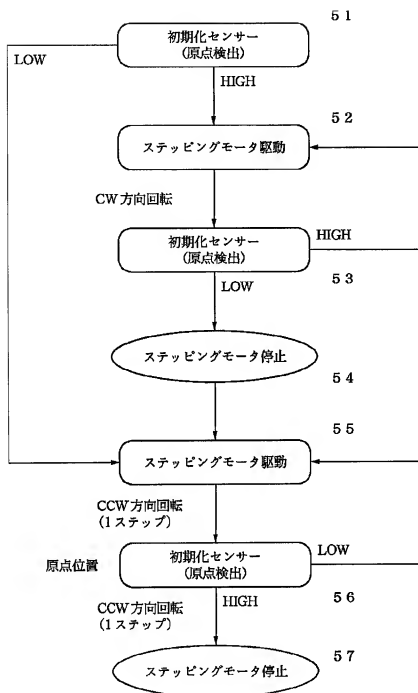 51
初期化センサー
(原点検出)
LOW
HIGH
52
ステッピングモータ駆動
CW方向回転
初期化センサー
(原点検出)
HIGH
53
LOW
ステッピングモータ停止
54
55
ステッピングモータ駆動
CCW方向回転
(1ステップ)
原点位置
初期化センサー
(原点検出)
LOW
56
CCW方向回転
(1ステップ)
HIGH
57
ステッピングモータ停止